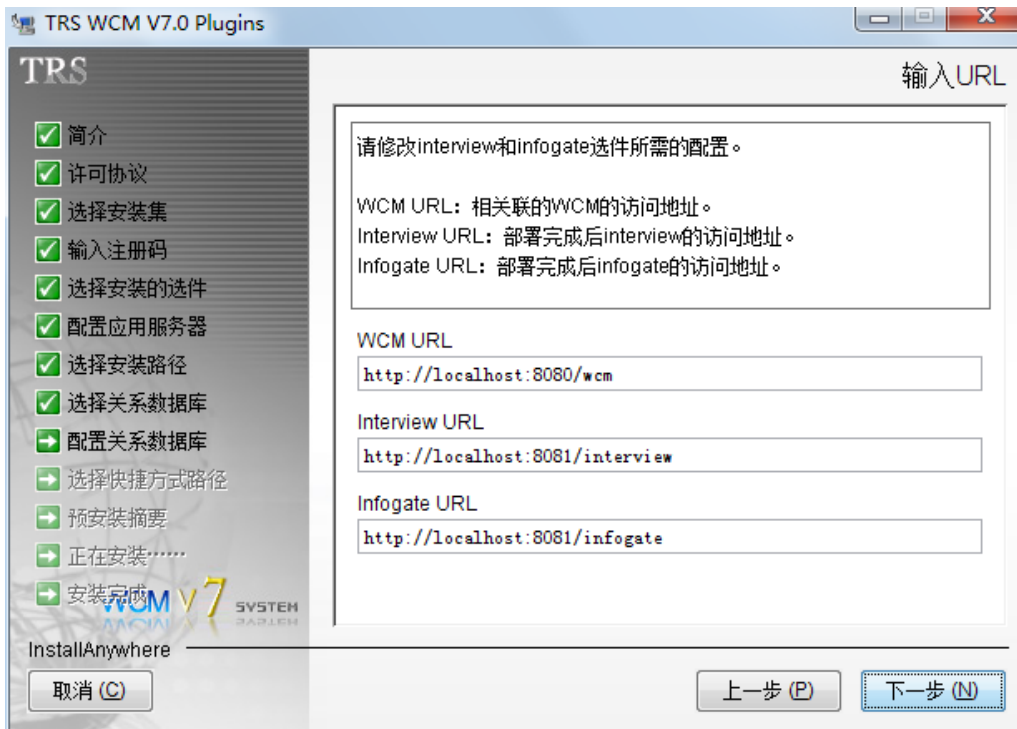 TRS WCM V7.0 Plugins
TRS
输入URL
简介
许可协议
选择安装集
输入注册码
选择安装的选件
配置应用服务器
选择安装路径
选择关系数据库
配置关系数据库
选择快捷方式路径
预安装摘要
正在安装……
安装完成
WCM V7 SYSTEM
请修改interview和infogate选件所需的配置。
WCM URL：相关联的WCM的访问地址。
Interview URL：部署完成后interview的访问地址。
Infogate URL：部署完成后infogate的访问地址。
WCM URL
http://localhost:8080/wcm
Interview URL
http://localhost:8081/interview
Infogate URL
http://localhost:8081/infogate
InstallAnywhere
取消 (C)
上一步 (P)
下一步 (N)